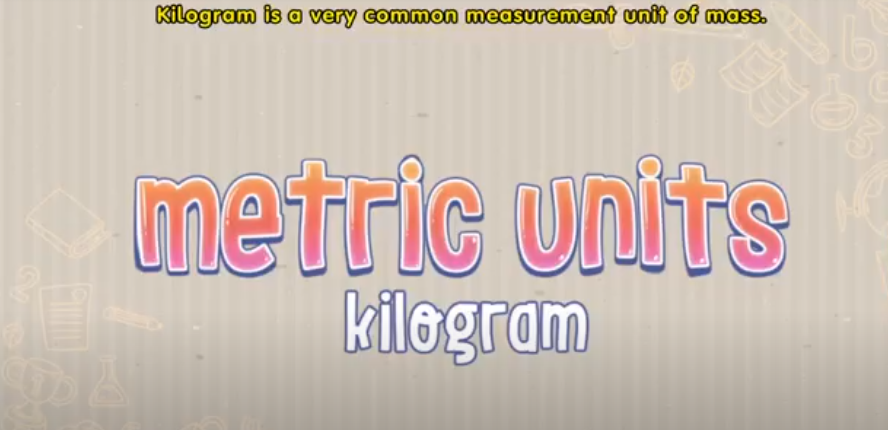 Kilogram is a very common measurement unit of mass.
metric units
kilogram